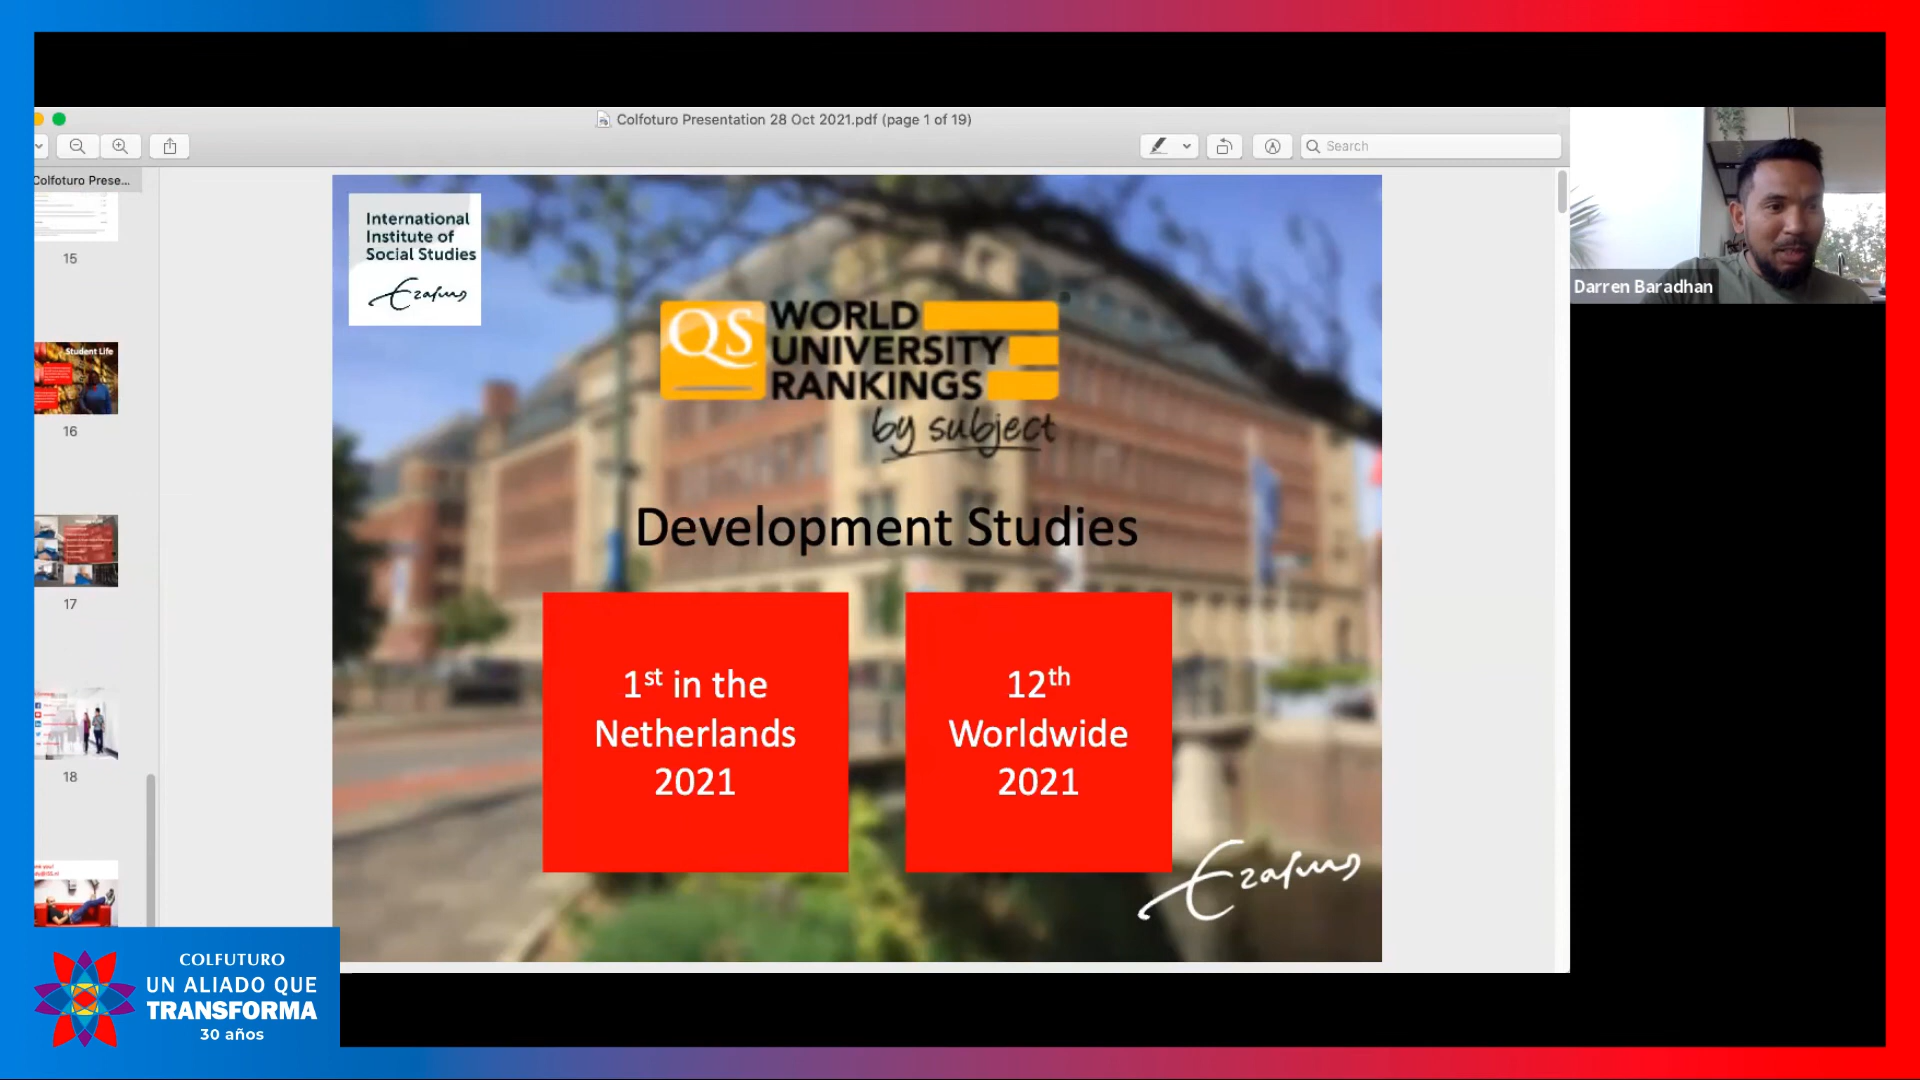 Colfoturo Presentation 28 Oct 2021.pdf (page 1 of 19)
Search
Colfoturo Prese...
15
Student Life
16
17
18
International
Institute of
Social Studies
Erasmus
QS WORLD
UNIVERSITY
RANKINGS
by subject
Development Studies
1st in the
Netherlands
2021
12th
Worldwide
2021
Erasmus
Darren Baradhan
COLFUTURO
UN ALIADO QUE
TRANSFORMA
30 años